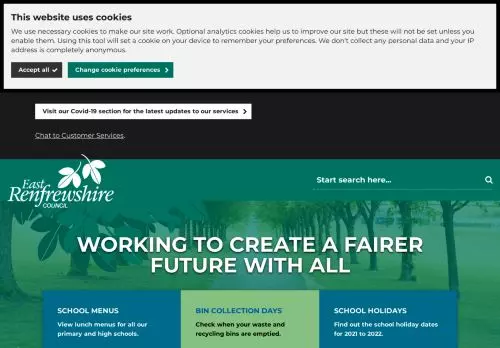 This website uses cookies
We use necessary cookies to make our site work. Optional analytics cookies help us to improve our site but these will not be set unless you
enable them. Using this tool will set a cookie on your device to remember your preferences. We don't collect any personal data and your IP
address is completely anonymous.
Accept all ✓
Change cookie preferences ✓
Visit our Covid-19 section for the latest updates to our services ✓
Chat to Customer Services.
East
Renfrewshire
COUNCIL
Start search here...
WORKING TO CREATE A FAIRER
FUTURE WITH ALL
SCHOOL MENUS
View lunch menus for all our
primary and high schools.
BIN COLLECTION DAYS
Check when your waste and
recycling bins are emptied.
SCHOOL HOLIDAYS
Find out the school holiday dates
for 2021 to 2022.